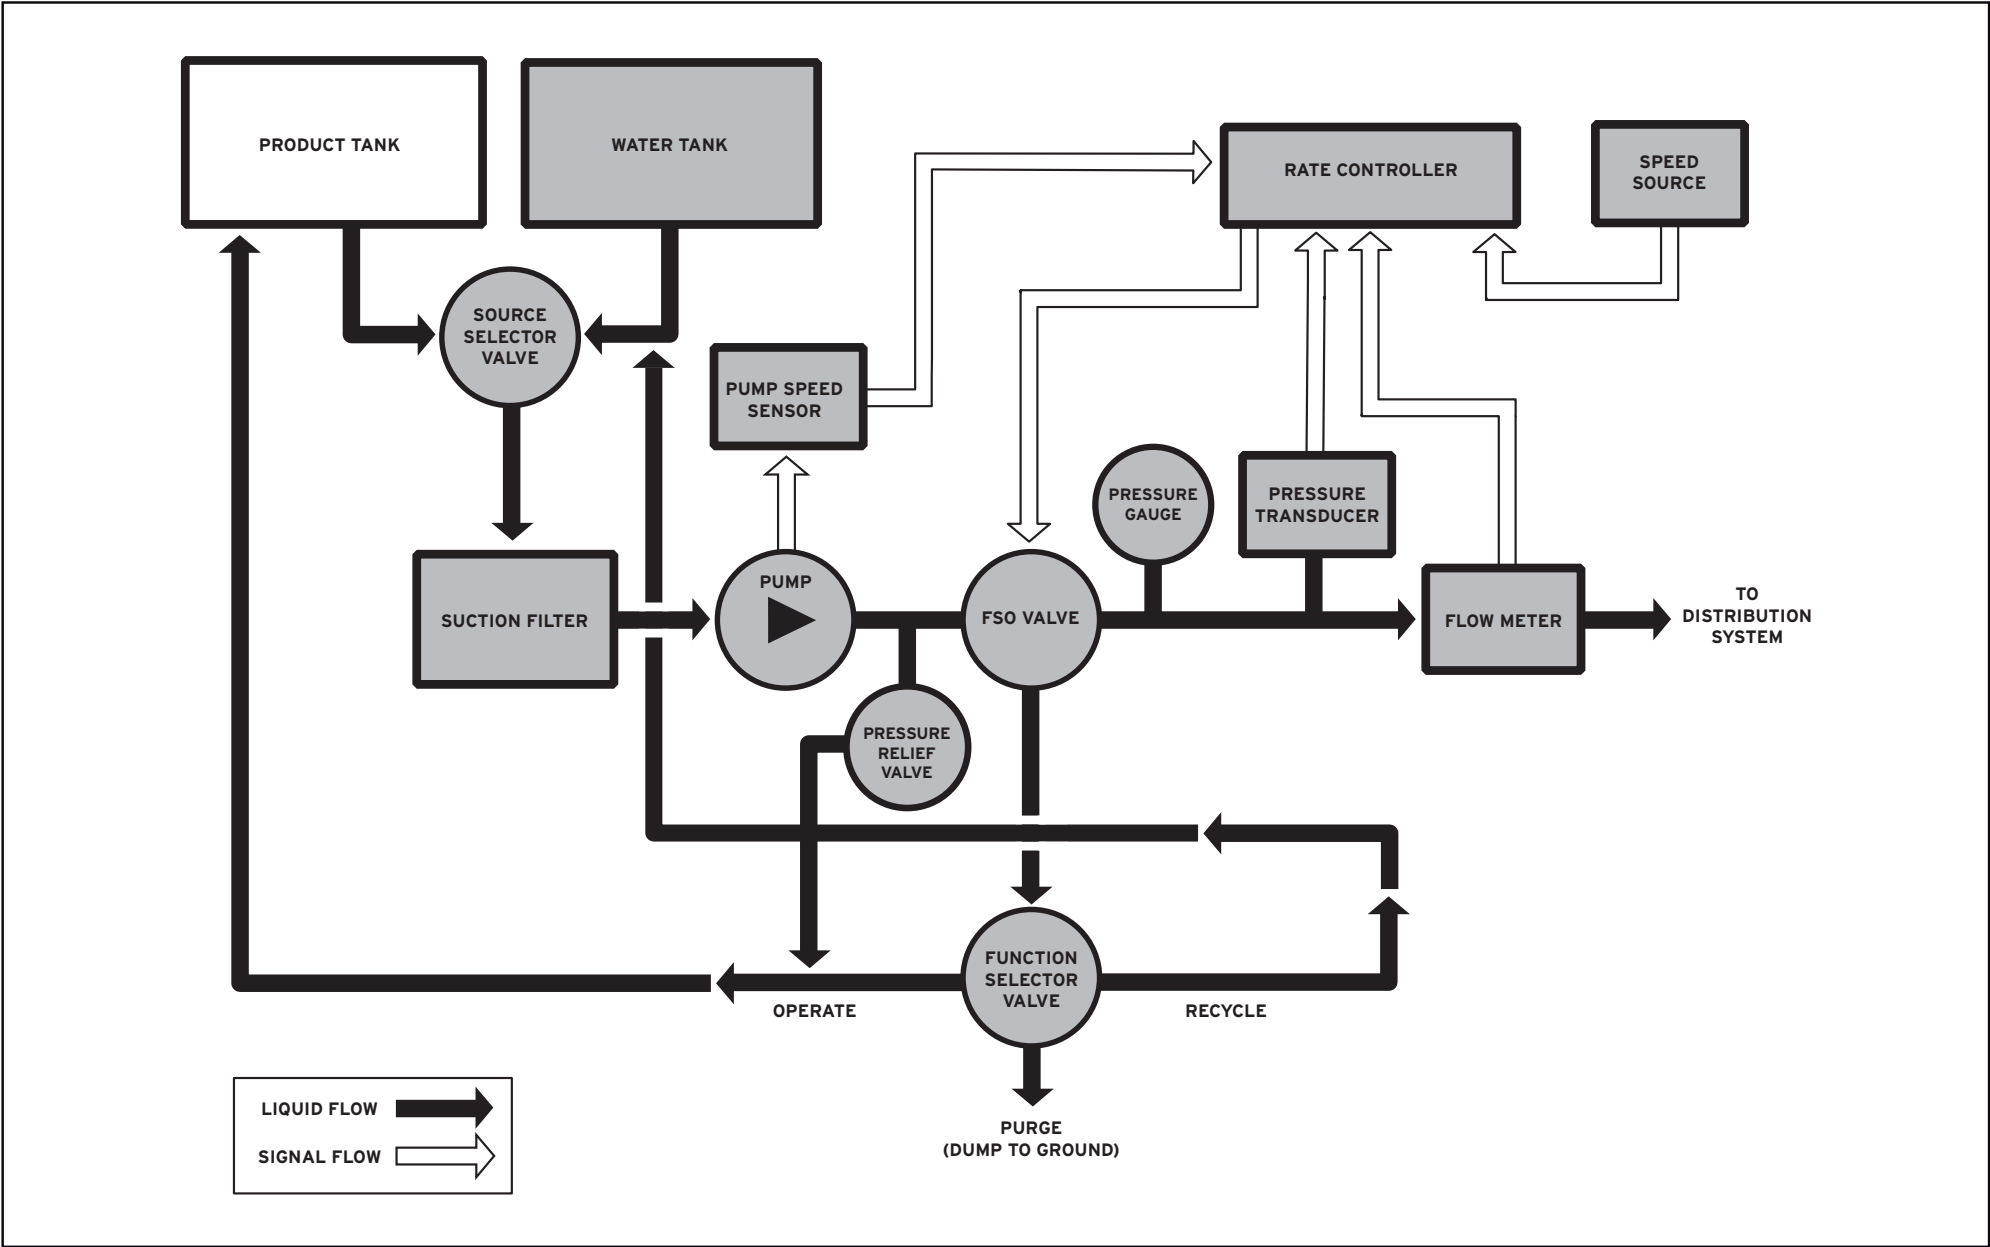 PRODUCT TANK
WATER TANK
RATE CONTROLLER
SPEED
SOURCE
SOURCE
SELECTOR
VALVE
PUMP SPEED
SENSOR
PRESSURE
GAUGE
PRESSURE
TRANSDUCER
SUCTION FILTER
PUMP
FSO VALVE
FLOW METER
TO
DISTRIBUTION
SYSTEM
PRESSURE
RELIEF
VALVE
FUNCTION
SELECTOR
VALVE
OPERATE
RECYCLE
PURGE
(DUMP TO GROUND)
LIQUID FLOW
SIGNAL FLOW